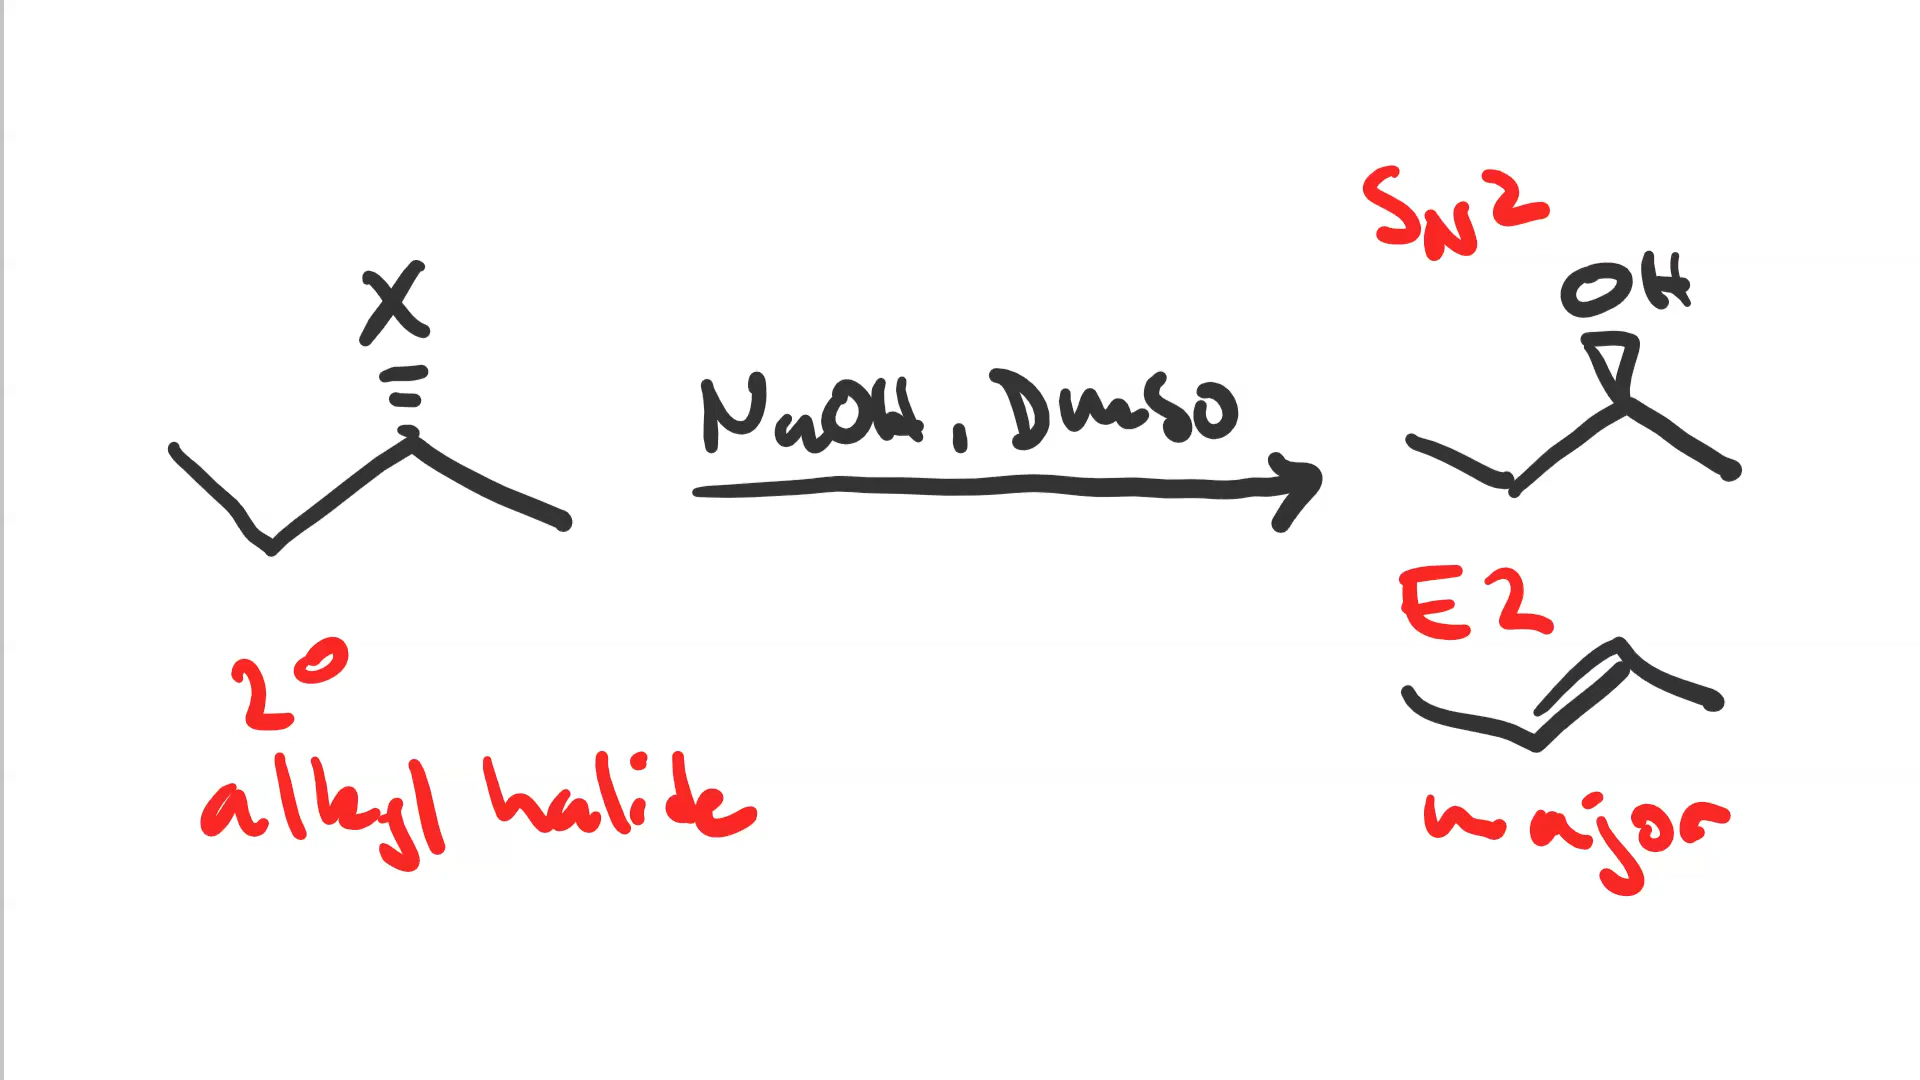 X
NaOH, DMSO
SN2
OH
E2
major
2°
alkyl halide